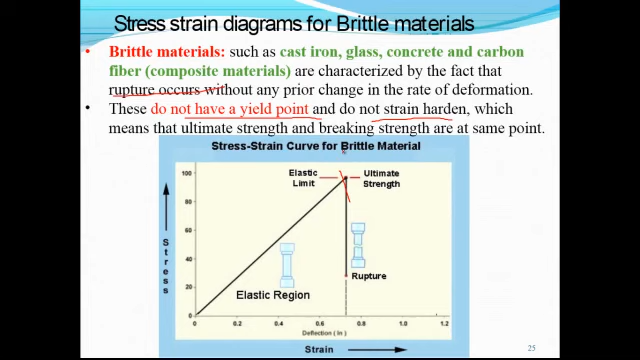 Stress strain diagrams for Brittle materials
• Brittle materials: such as cast iron, glass, concrete and carbon
fiber (composite materials) are characterized by the fact that
rupture occurs without any prior change in the rate of deformation.
• These do not have a yield point and do not strain harden, which
means that ultimate strength and breaking strength are at same point.
Stress-Strain Curve for Brittle Material
Elastic
Limit
Ultimate
Strength
100
80
60
40
20
0
Stress
Elastic Region
Rupture
0 0.2 0.4 0.6 0.8 1.0 1.2
Deflection (In)
Strain
25